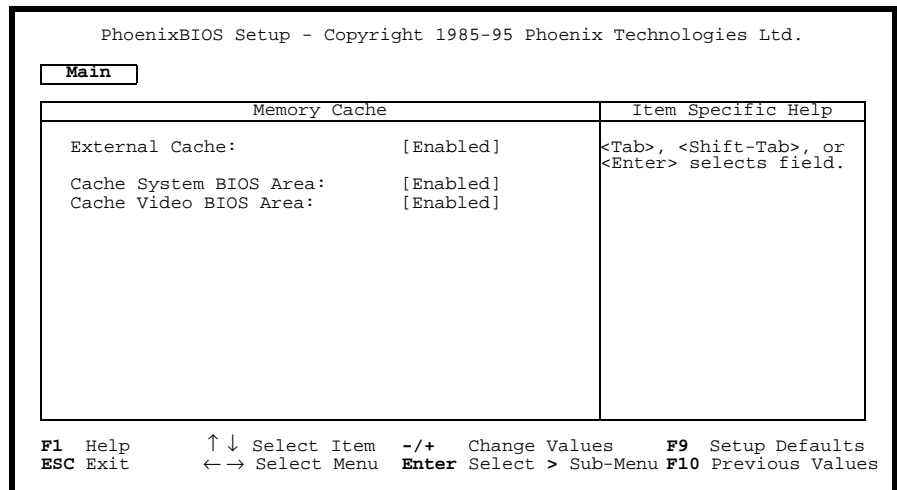 PhoenixBIOS Setup - Copyright 1985-95 Phoenix Technologies Ltd.
Main
Memory Cache Item Specific Help
External Cache: [Enabled] <Tab>, <Shift-Tab>, or
<Enter> selects field.
Cache System BIOS Area: [Enabled]
Cache Video BIOS Area: [Enabled]
F1 Help ↑↓ Select Item -/+ Change Values F9 Setup Defaults
ESC Exit ←→ Select Menu Enter Select > Sub-Menu F10 Previous Values